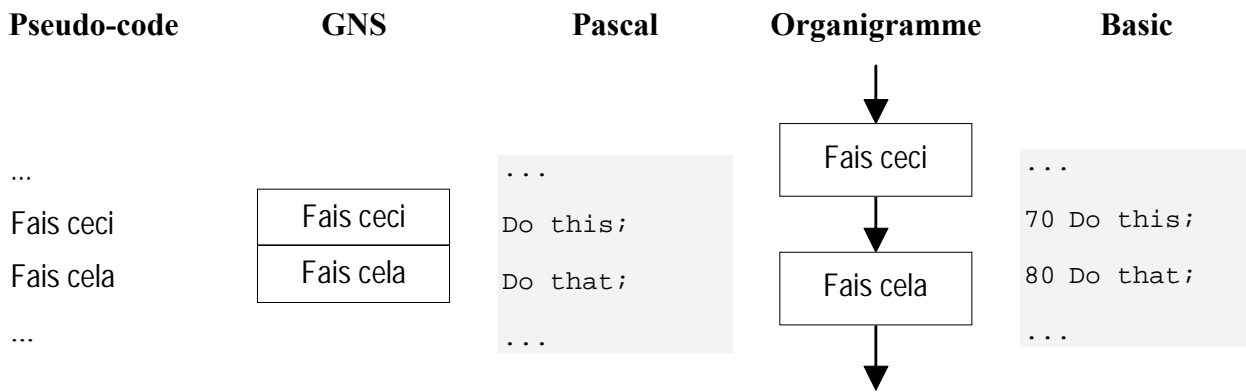 Pseudo-code GNS Pascal Organigramme Basic
...
Fais ceci
Fais cela
...
Fais ceci
Fais cela
...
Do this;
Do that;
...
Fais ceci
Fais cela
...
70 Do this;
80 Do that;
...